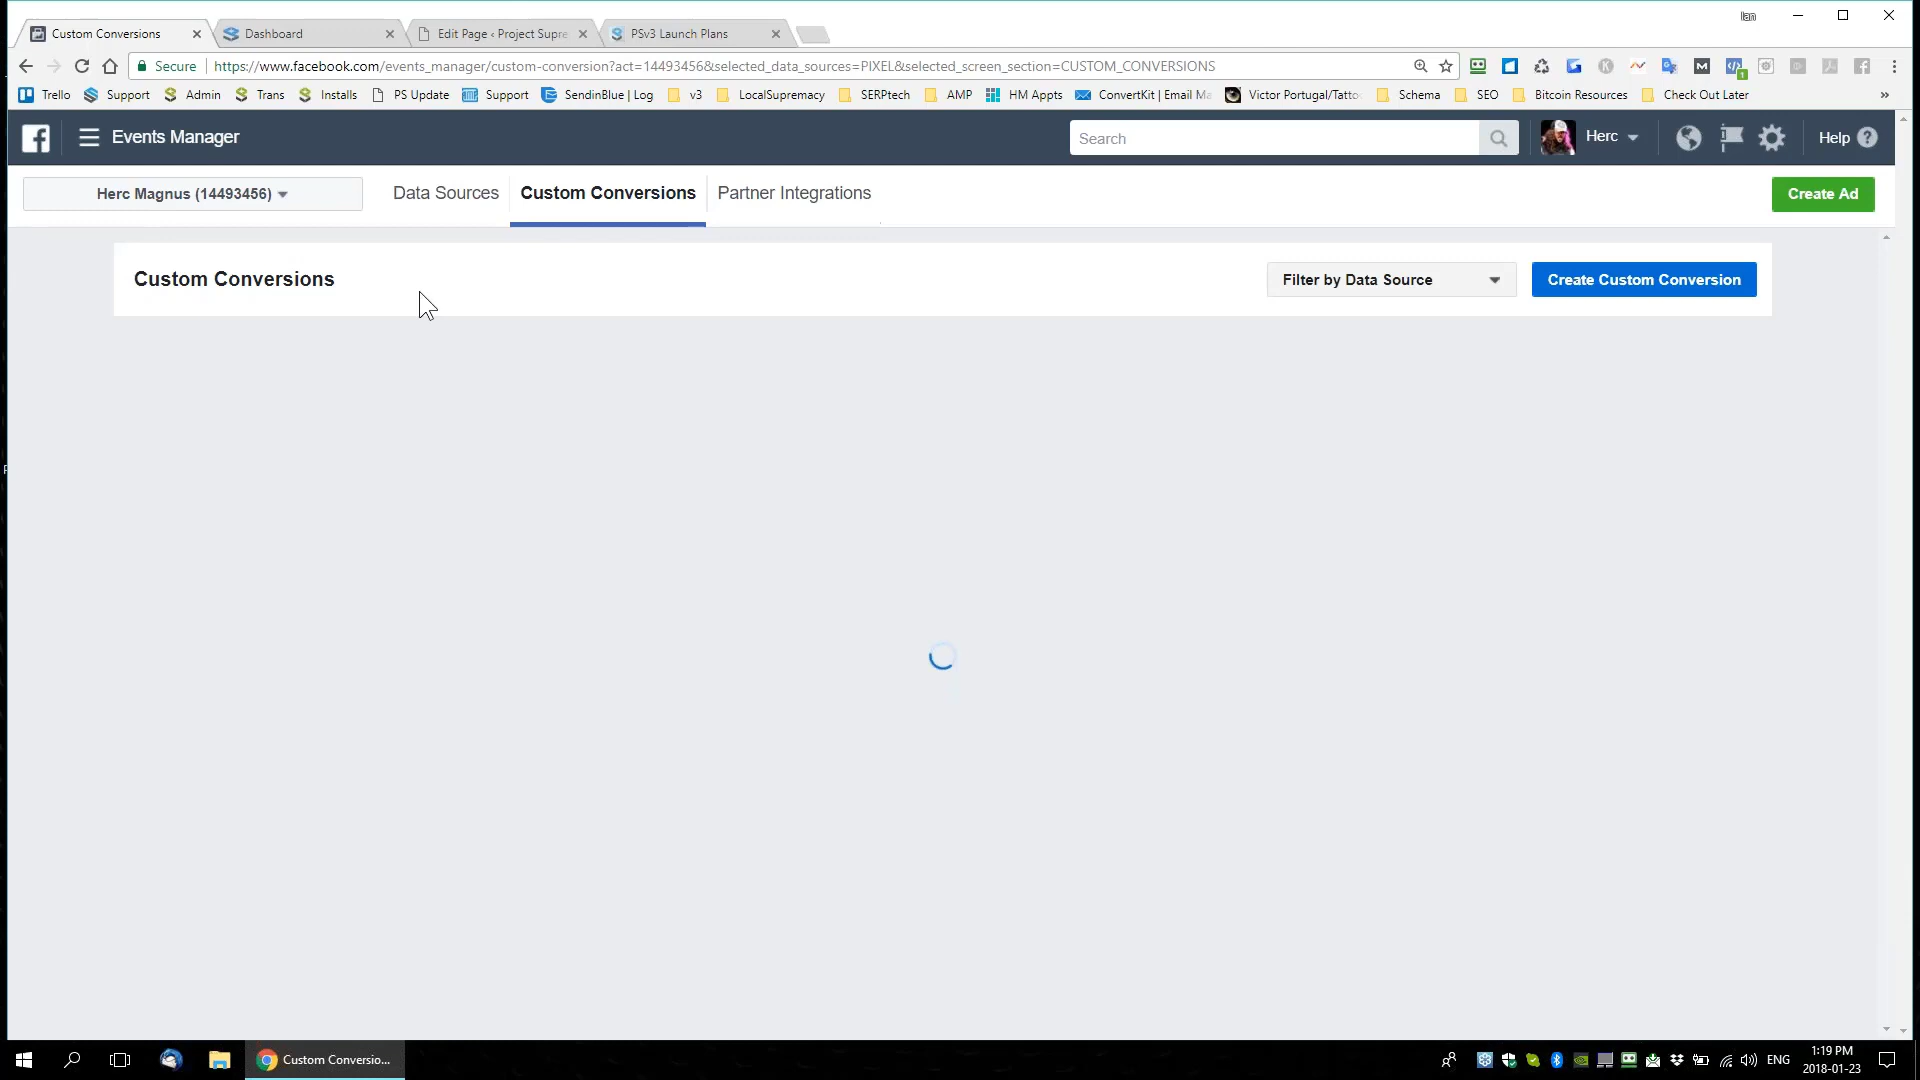 Ian
Custom Conversions
Dashboard
Edit Page ‹ Project Supre
PSv3 Launch Plans
Secure
https://www.facebook.com/events_manager/custom-conversion?act=14493456&selected_data_sources=PIXEL&selected_screen_section=CUSTOM_CONVERSIONS
Trello Support Admin Trans Installs PS Update Support SendinBlue | Log v3 LocalSupremacy SERPtech AMP HM Appts ConvertKit | Email Ma Victor Portugal/Tatto Schema SEO Bitcoin Resources Check Out Later »
Events Manager
Search
Herc
Help ?
Herc Magnus (14493456)
Data Sources
Custom Conversions
Partner Integrations
Create Ad
Custom Conversions
Filter by Data Source
Create Custom Conversion
Custom Conversio...
ENG
1:19 PM
2018-01-23